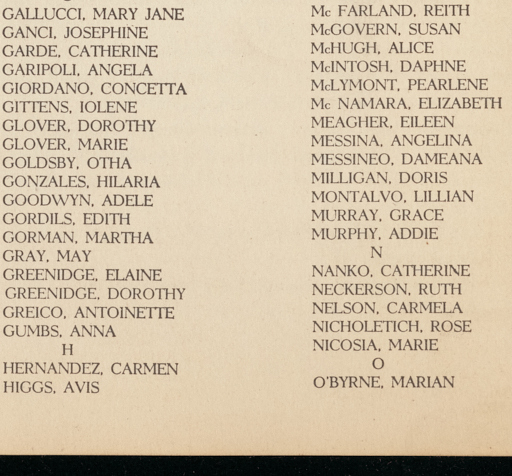 GALLUCCI, MARY JANE
GANCI, JOSEPHINE
GARDE, CATHERINE
GARIPOLI, ANGELA
GIORDANO, CONCETTA
GITTENS, IOLENE
GLOVER, DOROTHY
GLOVER, MARIE
GOLDSBY, OTHA
GONZALES, HILARIA
GOODWYN, ADELE
GORDILS, EDITH
GORMAN, MARTHA
GRAY, MAY
GREENIDGE, ELAINE
GREENIDGE, DOROTHY
GREICO, ANTOINETTE
GUMBS, ANNA
H
HERNANDEZ, CARMEN
HIGGS, AVIS
Mc FARLAND, REITH
McGOVERN, SUSAN
McHUGH, ALICE
McINTOSH, DAPHNE
McLYMONT, PEARLENE
Mc NAMARA, ELIZABETH
MEAGHER, EILEEN
MESSINA, ANGELINA
MESSINEO, DAMEANA
MILLIGAN, DORIS
MONTALVO, LILLIAN
MURRAY, GRACE
MURPHY, ADDIE
N
NANKO, CATHERINE
NECKERSON, RUTH
NELSON, CARMELA
NICHOLETICH, ROSE
NICOSIA, MARIE
O
O'BYRNE, MARIAN